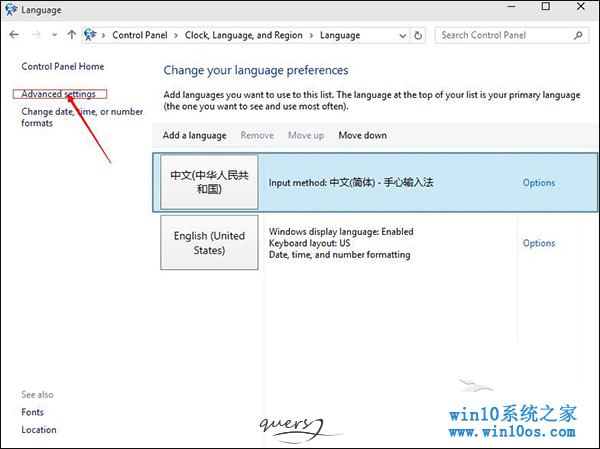 Language
Control Panel
Clock, Language, and Region
Language
Search Control Panel
Control Panel Home
Advanced settings
Change date, time, or number
formats
Change your language preferences
Add languages you want to use to this list. The language at the top of your list is your primary language
(the one you want to see and use most often).
Add a language Remove Move up Move down
中文(中华人民共
和国)
Input method: 中文(简体) - 手心输入法
Options
English (United
States)
Windows display language: Enabled
Keyboard layout: US
Date, time, and number formatting
Options
See also
Fonts
Location
win10系统之家
www.win10os.com